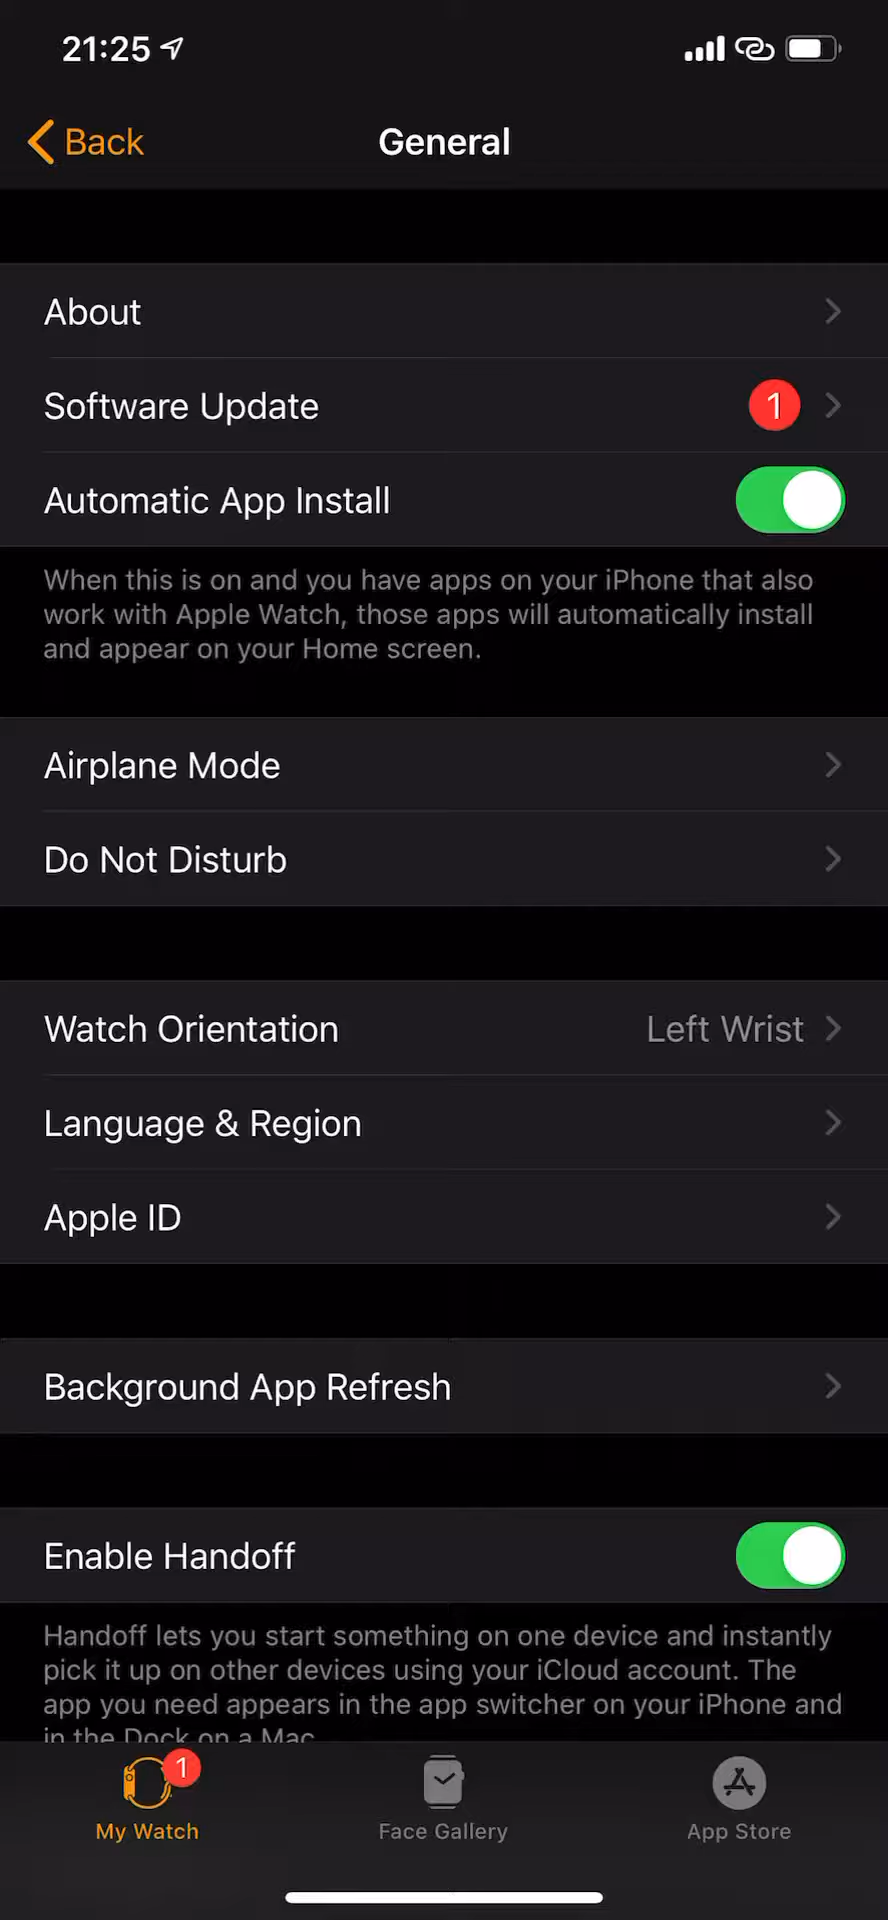 21:25
Back
General
About
Software Update
1
Automatic App Install
When this is on and you have apps on your iPhone that also
work with Apple Watch, those apps will automatically install
and appear on your Home screen.
Airplane Mode
Do Not Disturb
Watch Orientation
Left Wrist
Language & Region
Apple ID
Background App Refresh
Enable Handoff
Handoff lets you start something on one device and instantly
pick it up on other devices using your iCloud account. The
app you need appears in the app switcher on your iPhone and
in the Dock on a Mac.
1
My Watch
Face Gallery
App Store